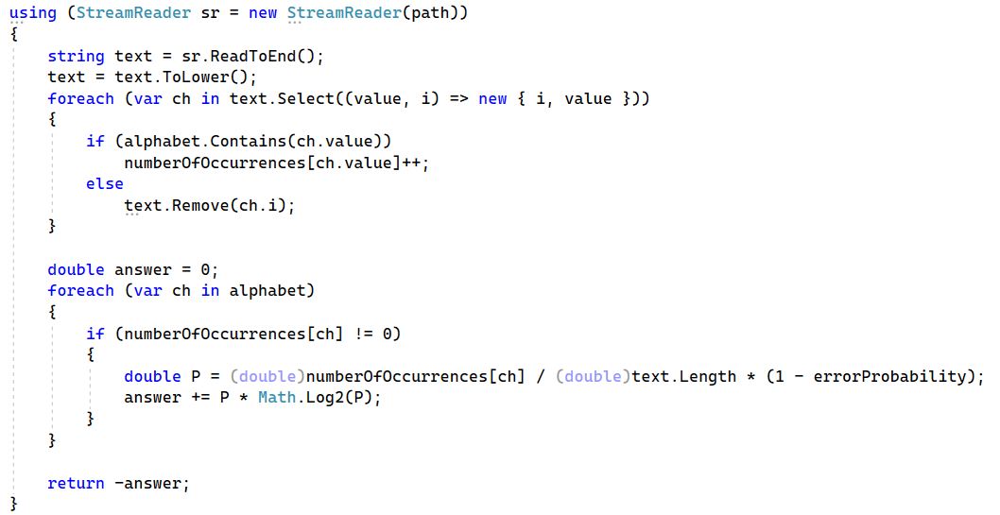 using (StreamReader sr = new StreamReader(path))
{
    string text = sr.ReadToEnd();
    text = text.ToLower();
    foreach (var ch in text.Select((value, i) => new { i, value }))
    {
        if (alphabet.Contains(ch.value))
            numberOfOccurrences[ch.value]++;
        else
            text.Remove(ch.i);
    }

    double answer = 0;
    foreach (var ch in alphabet)
    {
        if (numberOfOccurrences[ch] != 0)
        {
            double P = (double)numberOfOccurrences[ch] / (double)text.Length * (1 - errorProbability);
            answer += P * Math.Log2(P);
        }
    }

    return -answer;
}